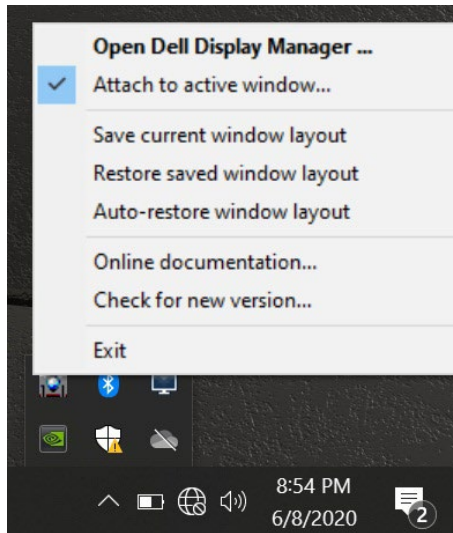 Open Dell Display Manager ...
Attach to active window...
Save current window layout
Restore saved window layout
Auto-restore window layout
Online documentation...
Check for new version...
Exit
8:54 PM
6/8/2020
2